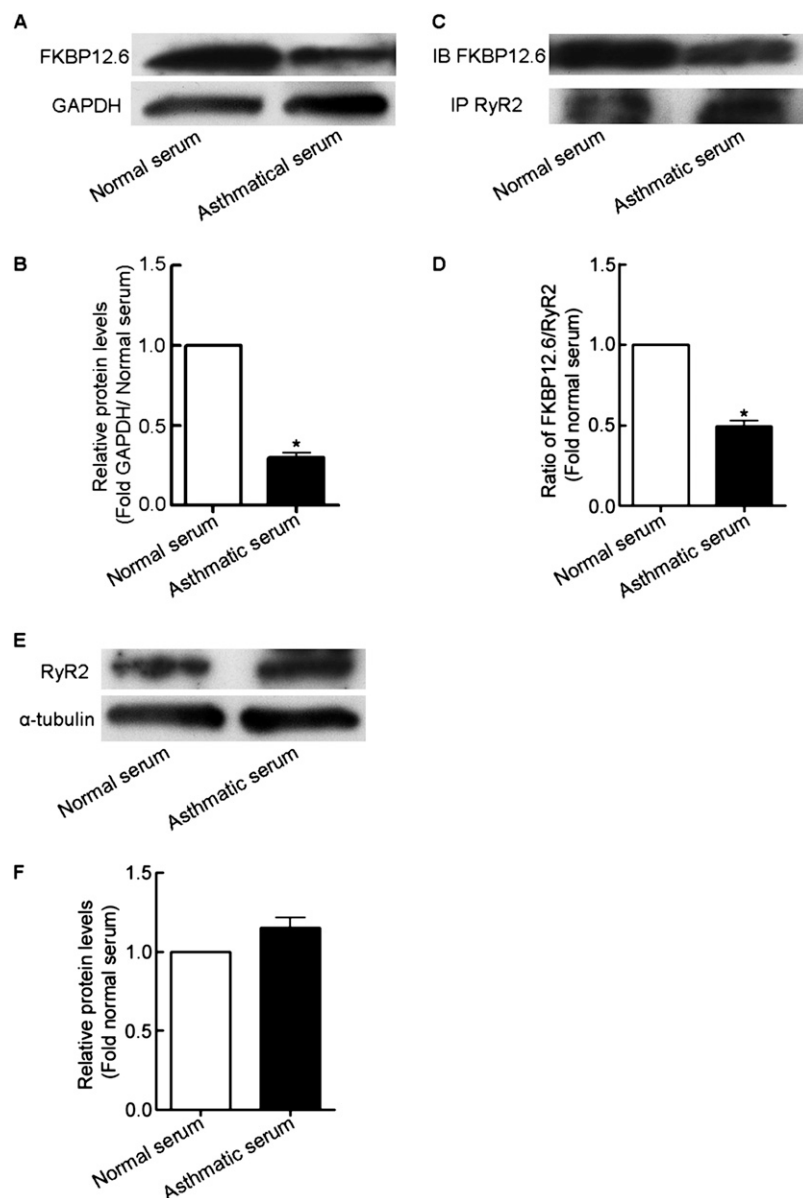 A
FKBP12.6
GAPDH
Normal serum
Asthmatical serum
C
IB FKBP12.6
IP RyR2
Normal serum
Asthmatic serum
B
Relative protein levels
(Fold GAPDH/ Normal serum)
1.5
1.0
0.5
0.0
*
Normal serum
Asthmatic serum
D
Ratio of FKBP12.6/RyR2
(Fold normal serum)
1.5
1.0
0.5
0.0
*
Normal serum
Asthmatic serum
E
RyR2
α-tubulin
Normal serum
Asthmatic serum
F
Relative protein levels
(Fold normal serum)
1.5
1.0
0.5
0.0
Normal serum
Asthmatic serum